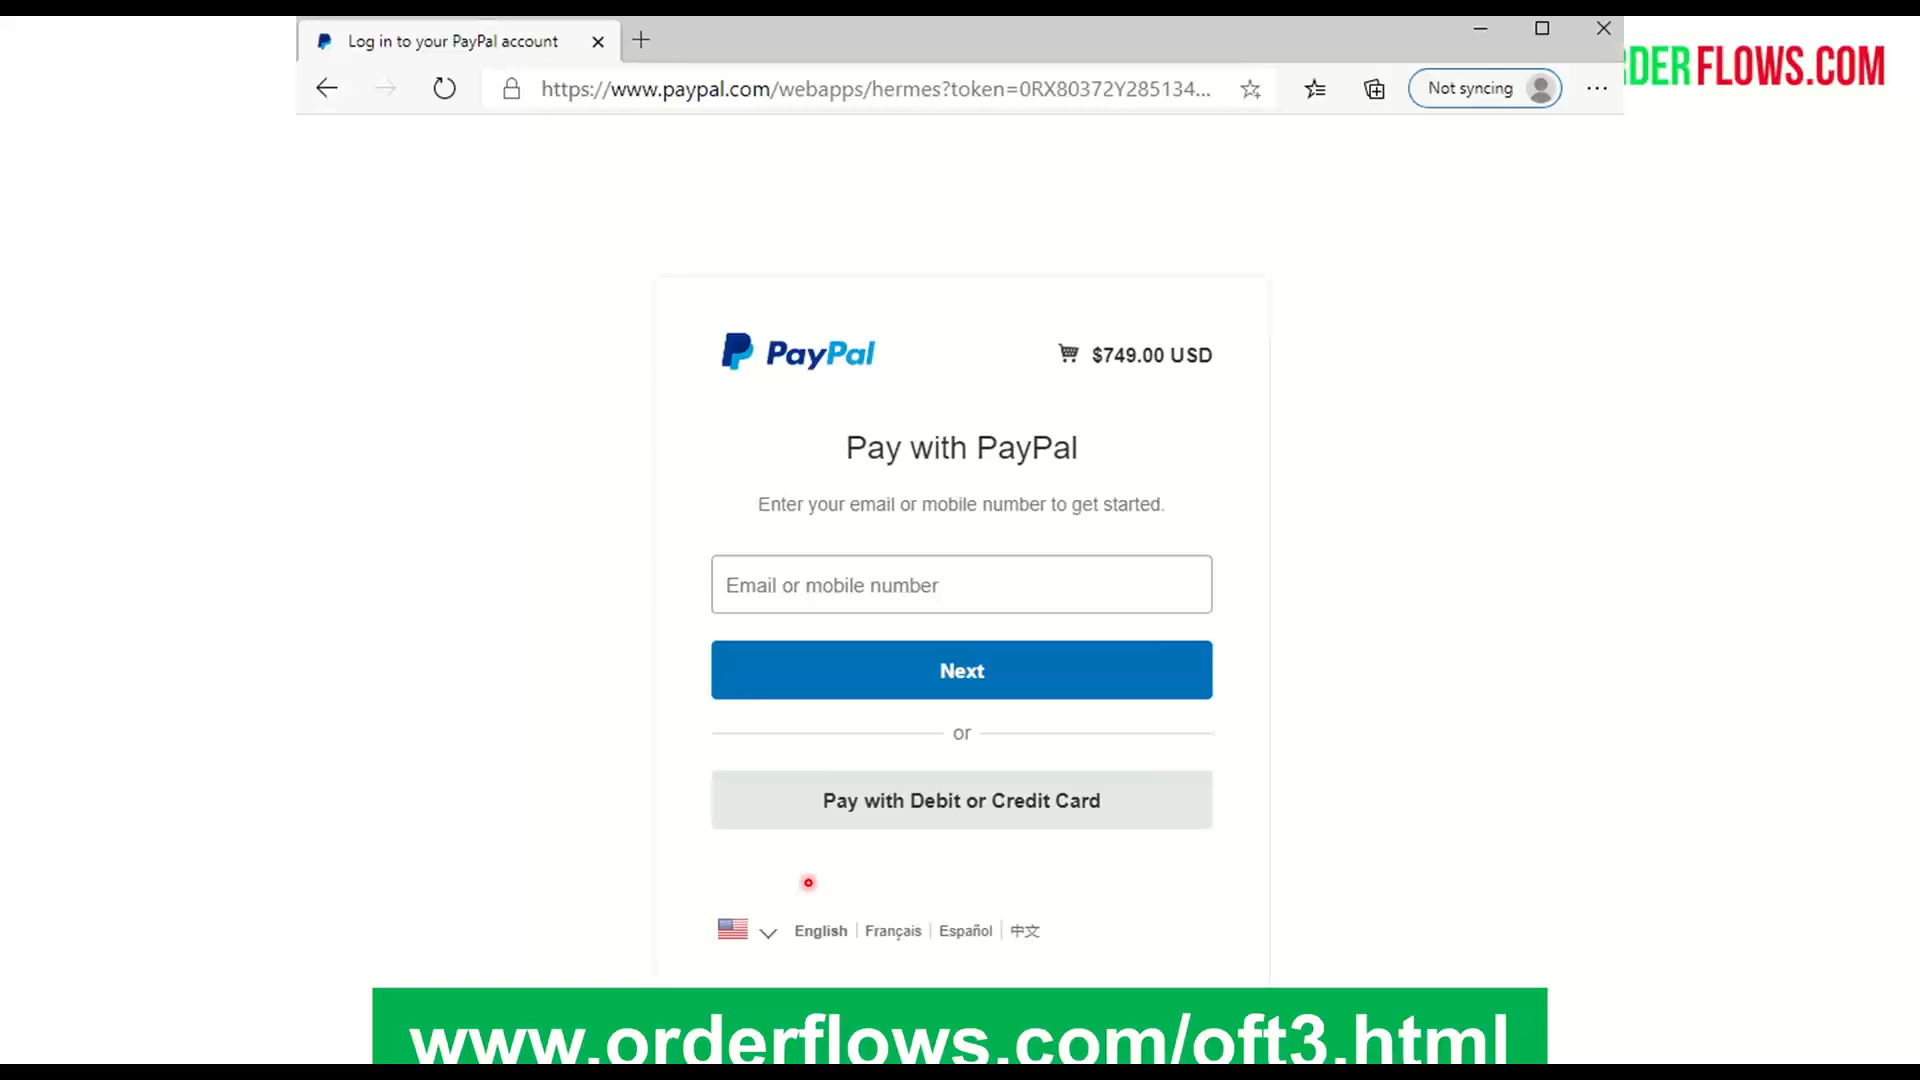 Log in to your PayPal account
https://www.paypal.com/webapps/hermes?token=0RX80372Y285134...
Not syncing
DERFLOWS.COM
PayPal
$749.00 USD
Pay with PayPal
Enter your email or mobile number to get started.
Email or mobile number
Next
or
Pay with Debit or Credit Card
English | Français | Español | 中文
www.orderflows.com/oft3.html